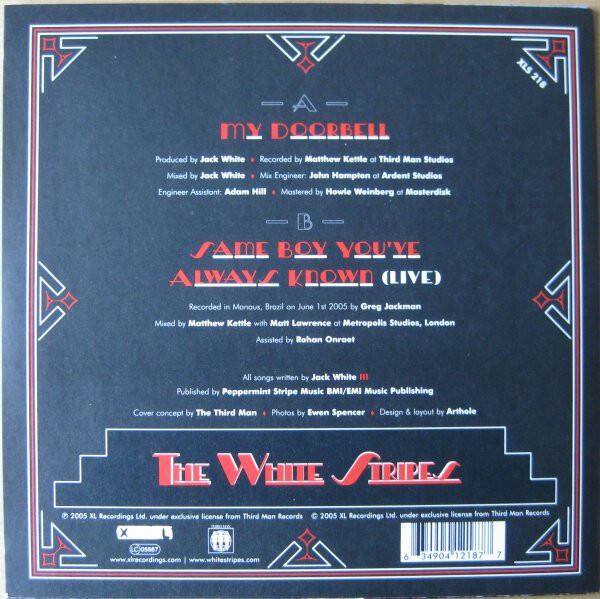 XLS 218
A
MY DOORBELL
Produced by Jack White ♦ Recorded by Matthew Kettle at Third Man Studios
Mixed by Jack White ♦ Mix Engineer: John Hampton at Ardent Studios
Engineer Assistant: Adam Hill ♦ Mastered by Howie Weinberg at Masterdisk
B
SAME BOY YOU'VE
ALWAYS KNOWN (LIVE)
Recorded in Manaus, Brazil on June 1st 2005 by Greg Jackman
Mixed by Matthew Kettle with Matt Lawrence at Metropolis Studios, London
Assisted by Rohan Onraet
All songs written by Jack White III
Published by Peppermint Stripe Music BMI/EMI Music Publishing
Cover concept by The Third Man ♦ Photos by Ewen Spencer ♦ Design & layout by Arthole
THE WHITE STRIPES
℗ 2005 XL Recordings Ltd. under exclusive license from Third Man Records © 2005 XL Recordings Ltd. under exclusive license from Third Man Records
X L
LC 05667
www.xlrecordings.com | www.whitestripes.com
6 34904 12187 7